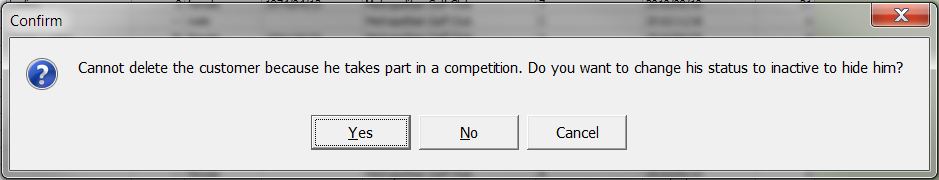 Confirm
Cannot delete the customer because he takes part in a competition. Do you want to change his status to inactive to hide him?
Yes
No
Cancel